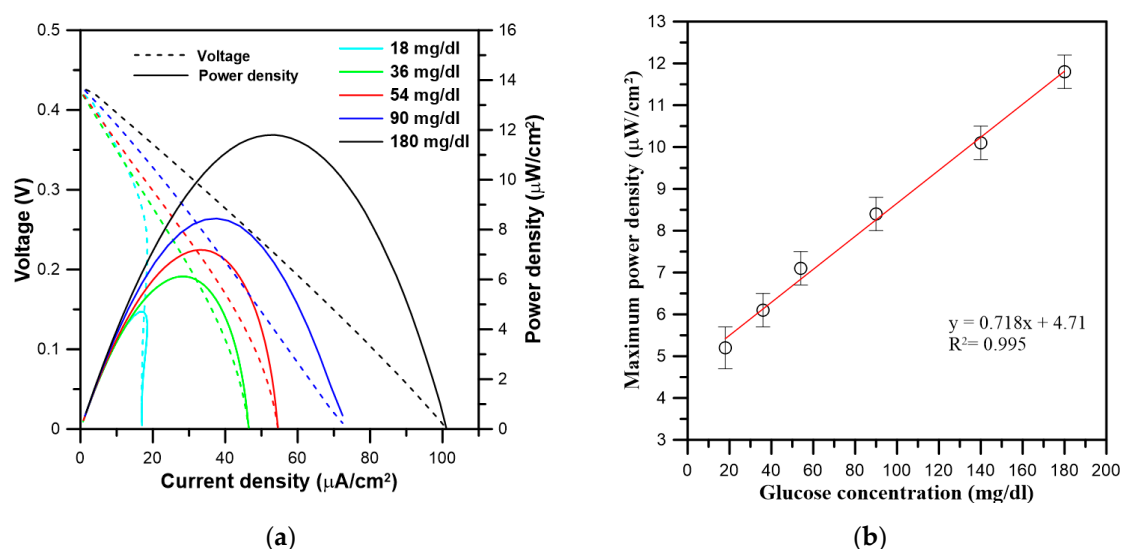 0.5
0.4
0.3
0.2
0.1
0
Voltage (V)
16
14
12
10
8
6
4
2
0
Power density (μW/cm²)
Voltage
Power density
18 mg/dl
36 mg/dl
54 mg/dl
90 mg/dl
180 mg/dl
0 20 40 60 80 100
Current density (μA/cm²)
(a)
13
12
11
10
9
8
7
6
5
4
3
Maximum power density (μW/cm²)
y = 0.718x + 4.71
R²= 0.995
0 20 40 60 80 100 120 140 160 180 200
Glucose concentration (mg/dl)
(b)